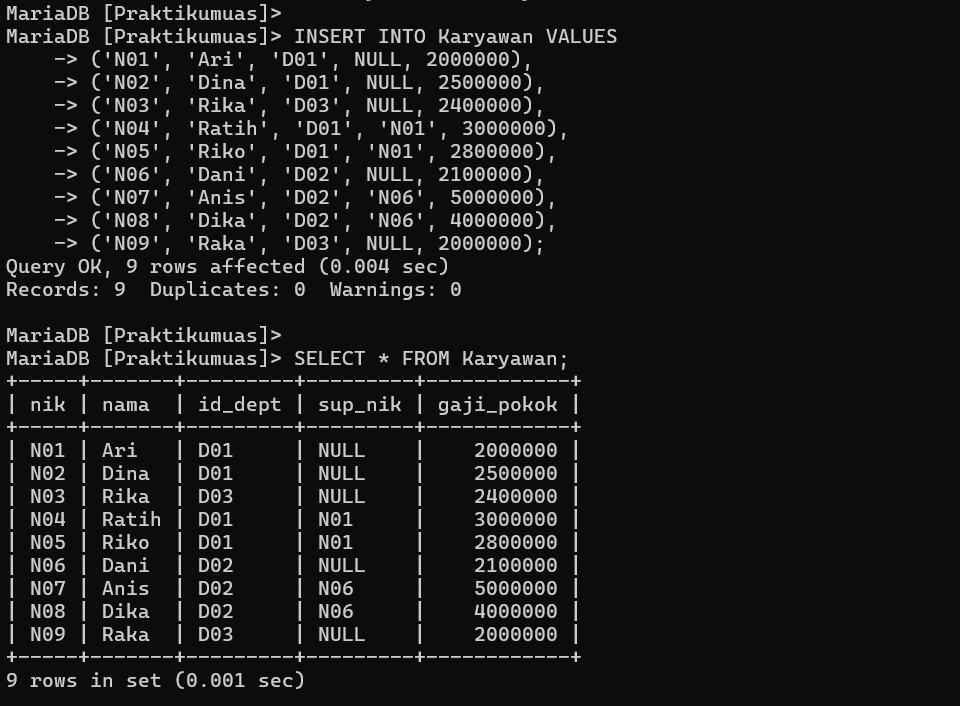 MariaDB [Praktikumuas]>
MariaDB [Praktikumuas]> INSERT INTO Karyawan VALUES
    -> ('N01', 'Ari', 'D01', NULL, 2000000),
    -> ('N02', 'Dina', 'D01', NULL, 2500000),
    -> ('N03', 'Rika', 'D03', NULL, 2400000),
    -> ('N04', 'Ratih', 'D01', 'N01', 3000000),
    -> ('N05', 'Riko', 'D01', 'N01', 2800000),
    -> ('N06', 'Dani', 'D02', NULL, 2100000),
    -> ('N07', 'Anis', 'D02', 'N06', 5000000),
    -> ('N08', 'Dika', 'D02', 'N06', 4000000),
    -> ('N09', 'Raka', 'D03', NULL, 2000000);
Query OK, 9 rows affected (0.004 sec)
Records: 9  Duplicates: 0  Warnings: 0

MariaDB [Praktikumuas]>
MariaDB [Praktikumuas]> SELECT * FROM Karyawan;
+-----+-------+---------+---------+------------+
| nik | nama  | id_dept | sup_nik | gaji_pokok |
+-----+-------+---------+---------+------------+
| N01 | Ari   | D01     | NULL    |    2000000 |
| N02 | Dina  | D01     | NULL    |    2500000 |
| N03 | Rika  | D03     | NULL    |    2400000 |
| N04 | Ratih | D01     | N01     |    3000000 |
| N05 | Riko  | D01     | N01     |    2800000 |
| N06 | Dani  | D02     | NULL    |    2100000 |
| N07 | Anis  | D02     | N06     |    5000000 |
| N08 | Dika  | D02     | N06     |    4000000 |
| N09 | Raka  | D03     | NULL    |    2000000 |
+-----+-------+---------+---------+------------+
9 rows in set (0.001 sec)